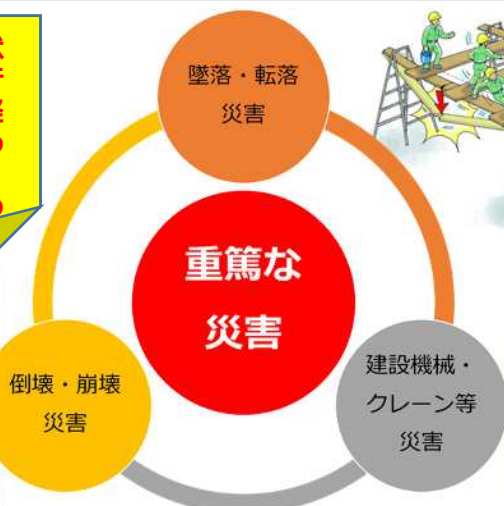 墜落・転落
災害
重篤な
災害
倒壊・崩壊
災害
建設機械・
クレーン等
災害